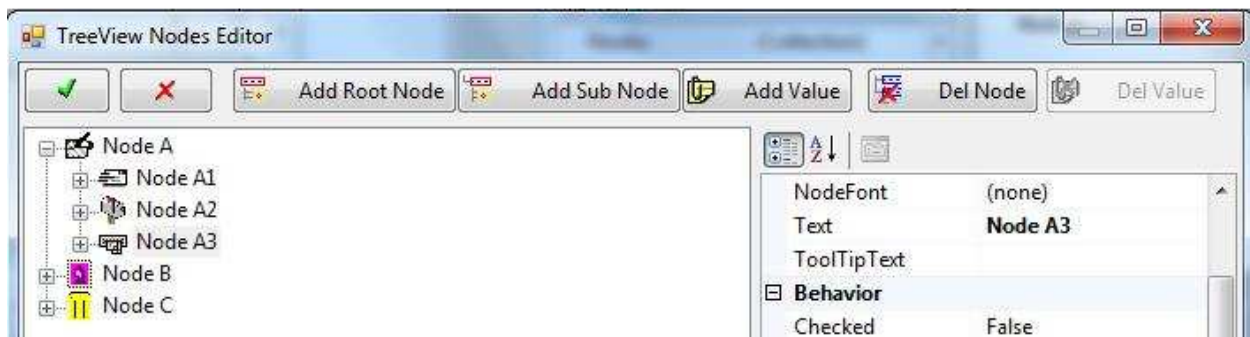 TreeView Nodes Editor
Add Root Node Add Sub Node Add Value Del Node Del Value
Node A
Node A1
Node A2
Node A3
Node B
Node C
NodeFont (none)
Text Node A3
ToolTipText
Behavior
Checked False